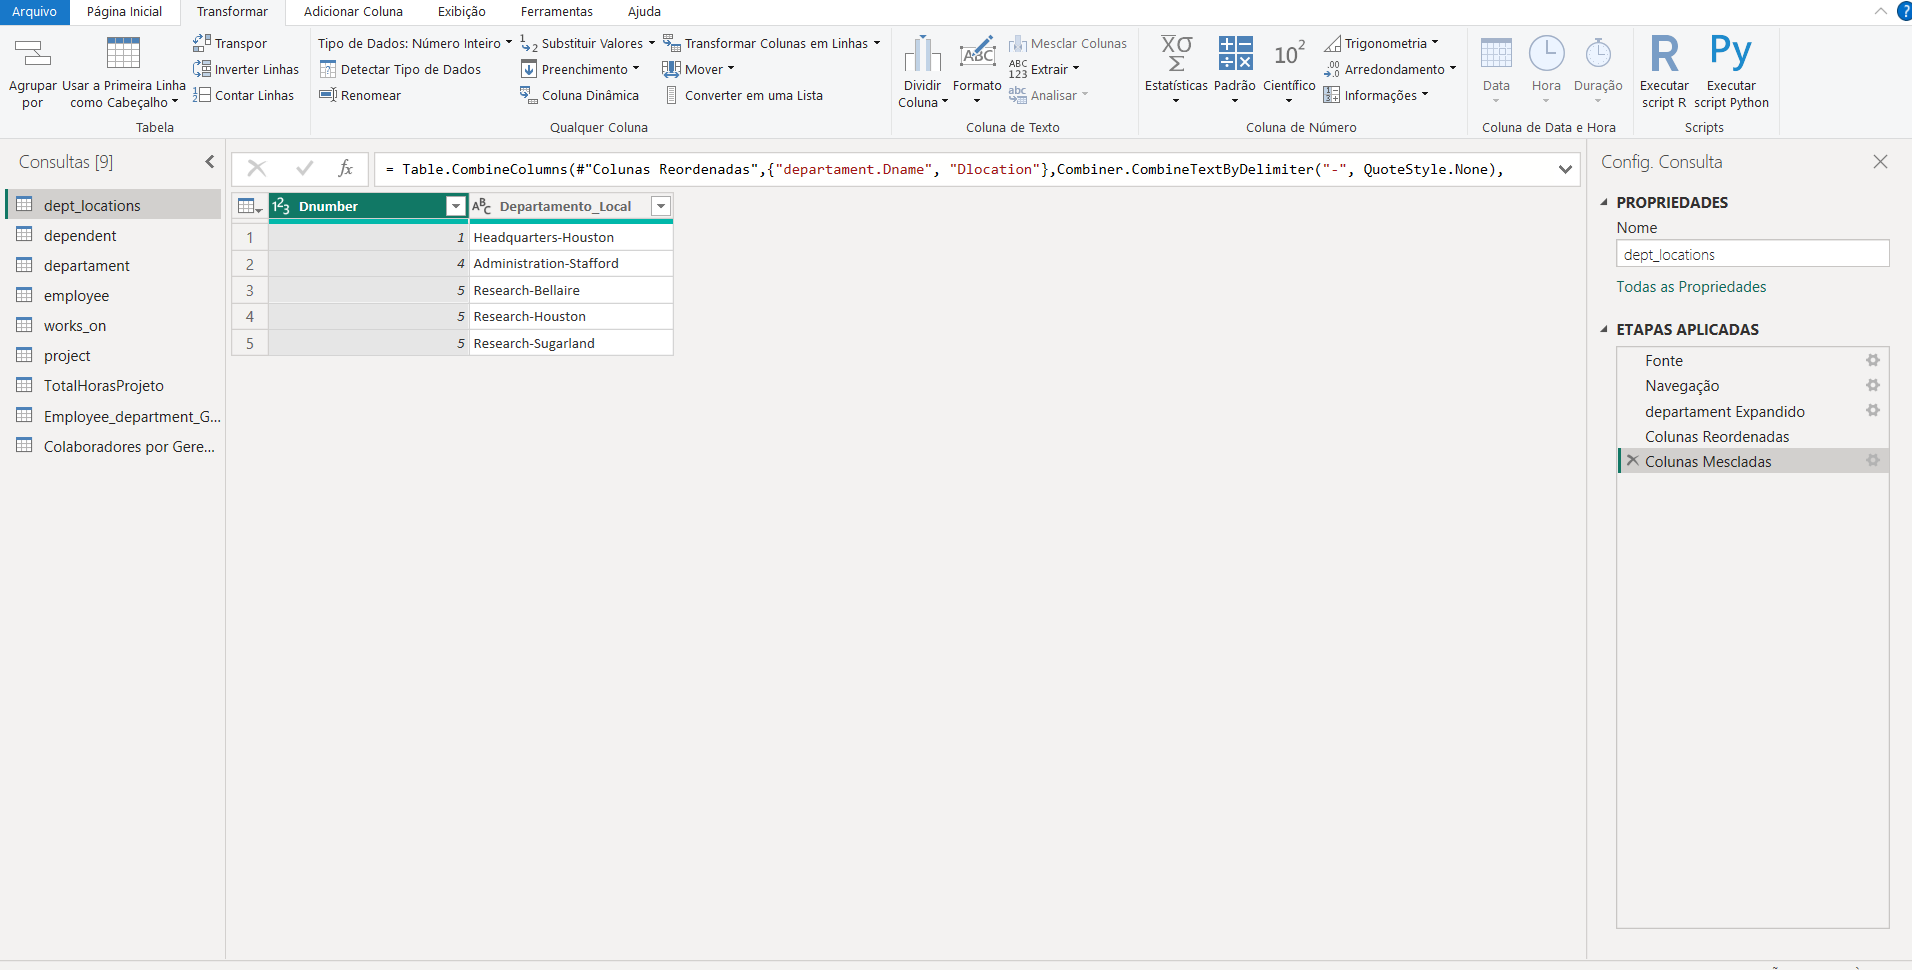 Arquivo Página Inicial Transformar Adicionar Coluna Exibição Ferramentas Ajuda
Agrupar por
Usar a Primeira Linha como Cabeçalho
Transpor
Inverter Linhas
Contar Linhas
Tabela
Tipo de Dados: Número Inteiro
Detectar Tipo de Dados
Renomear
Substituir Valores
Preenchimento
Coluna Dinâmica
Transformar Colunas em Linhas
Mover
Converter em uma Lista
Qualquer Coluna
Dividir Coluna
Formato
Mesclar Colunas
Extrair
Analisar
Coluna de Texto
Estatísticas
Padrão
Científico
Trigonometria
Arredondamento
Informações
Coluna de Número
Data
Hora
Duração
Coluna de Data e Hora
R
Executar script R
Py
Executar script Python
Scripts
Consultas [9]
dept_locations
dependent
departament
employee
works_on
project
TotalHorasProjeto
Employee_department_G...
Colaboradores por Gere...
fx = Table.CombineColumns(#"Colunas Reordenadas",{"departament.Dname", "Dlocation"},Combiner.CombineTextByDelimiter("-", QuoteStyle.None),
123 Dnumber ABC Departamento_Local
1 1 Headquarters-Houston
2 4 Administration-Stafford
3 5 Research-Bellaire
4 5 Research-Houston
5 5 Research-Sugarland
Config. Consulta
PROPRIEDADES
Nome
dept_locations
Todas as Propriedades
ETAPAS APLICADAS
Fonte
Navegação
departament Expandido
Colunas Reordenadas
Colunas Mescladas